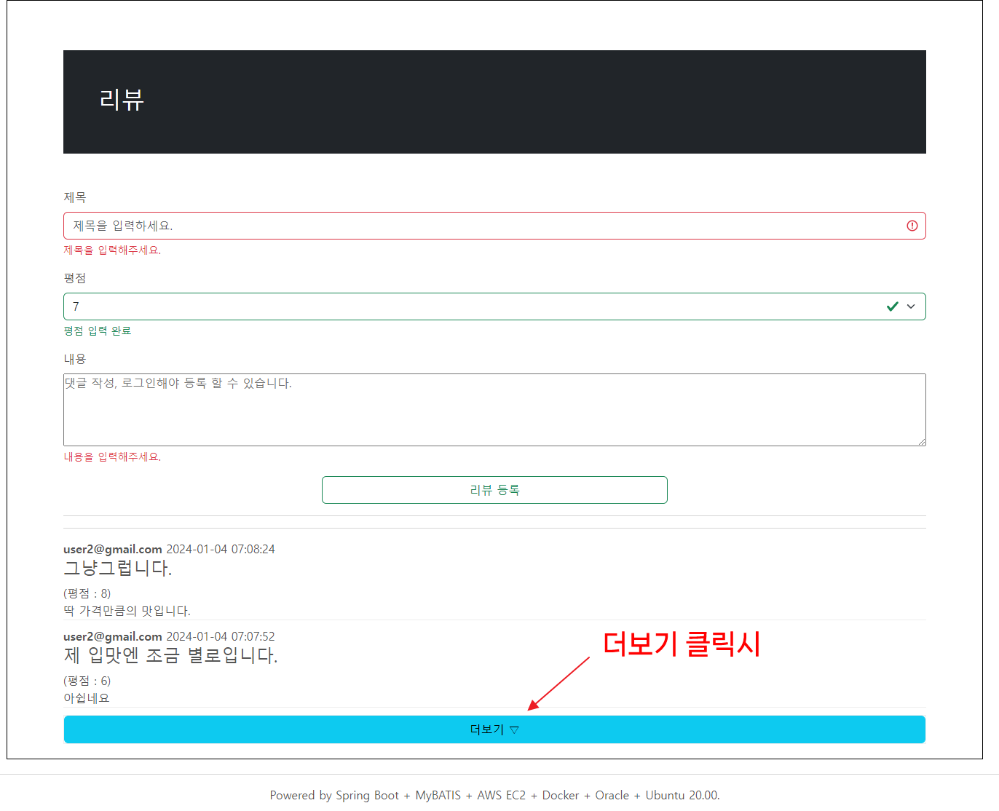 리뷰
제목
제목을 입력하세요.
제목을 입력해주세요.
평점
7
평점 입력 완료
내용
댓글 작성, 로그인해야 등록 할 수 있습니다.
내용을 입력해주세요.
리뷰 등록
user2@gmail.com 2024-01-04 07:08:24
그냥그럽니다.
(평점 : 8)
딱 가격만큼의 맛입니다.
user2@gmail.com 2024-01-04 07:07:52
제 입맛엔 조금 별로입니다.
(평점 : 6)
아쉽네요
더보기 클릭시
더보기 ▽
Powered by Spring Boot + MyBATIS + AWS EC2 + Docker + Oracle + Ubuntu 20.00.